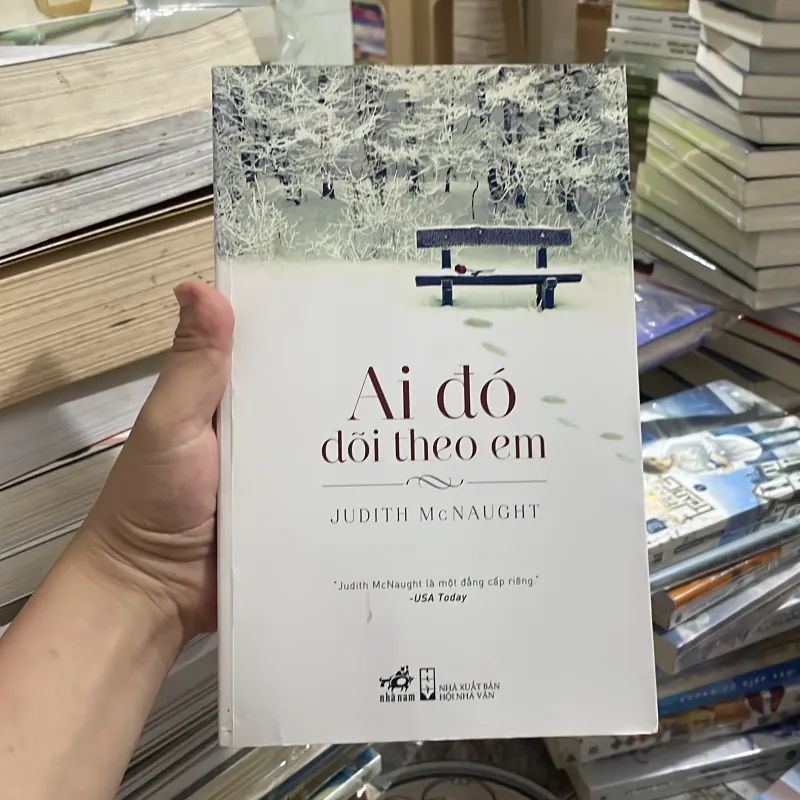 Ai đó
dõi theo em
JUDITH McNAUGHT
"Judith McNaught là một đẳng cấp riêng."
-USA Today
nhã nam
NHÀ XUẤT BẢN
HỘI NHÀ VĂN